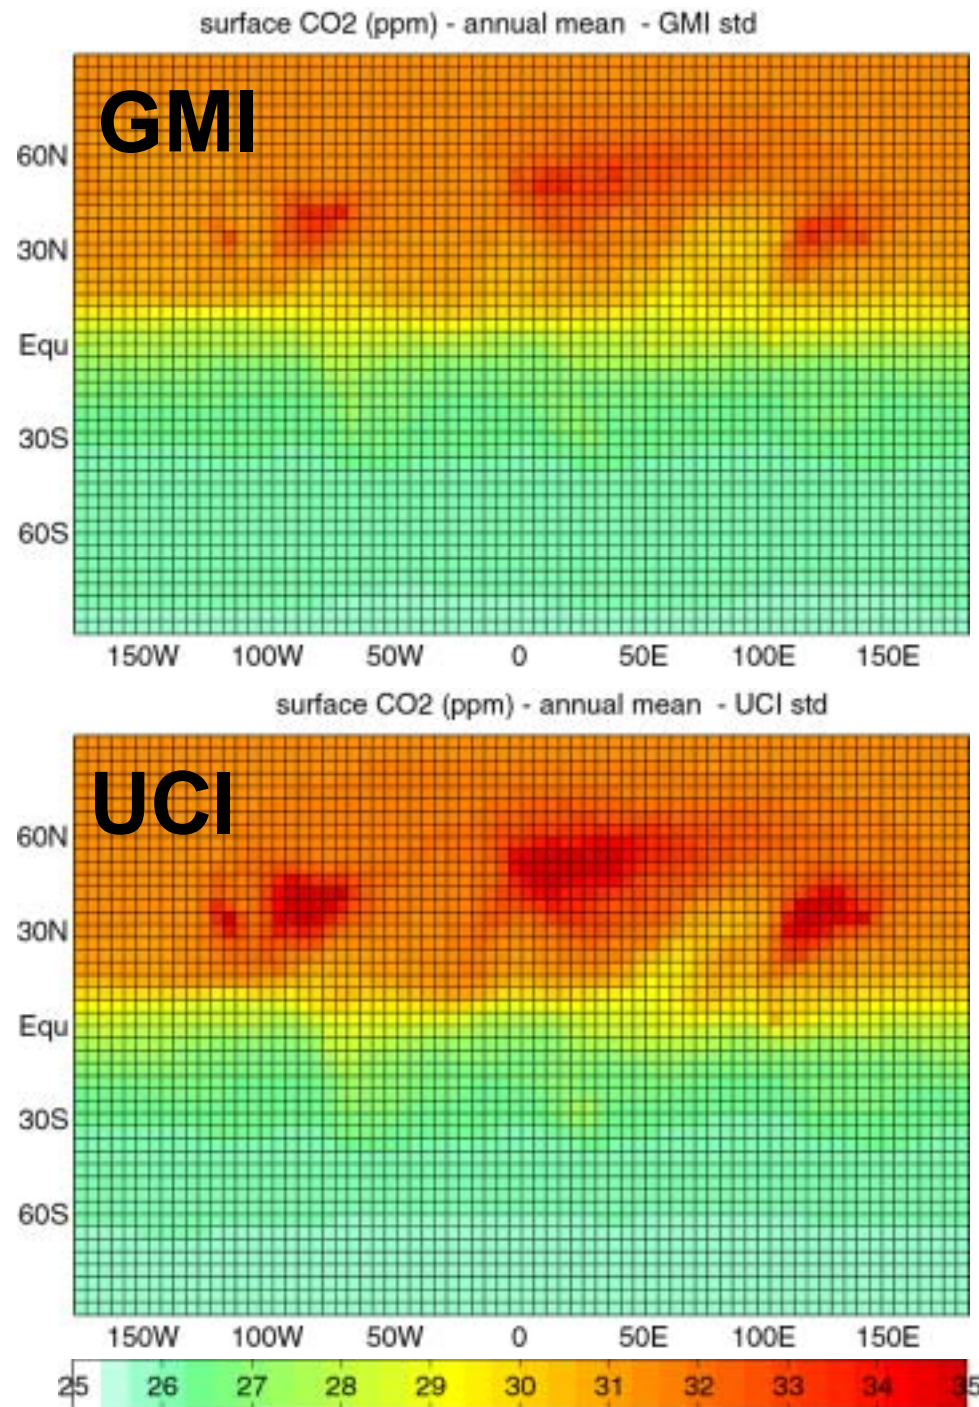 surface CO2 (ppm) - annual mean - GMI std
GMI
60N
30N
Equ
30S
60S
150W 100W 50W 0 50E 100E 150E
surface CO2 (ppm) - annual mean - UCI std
UCI
60N
30N
Equ
30S
60S
150W 100W 50W 0 50E 100E 150E
25 26 27 28 29 30 31 32 33 34 35